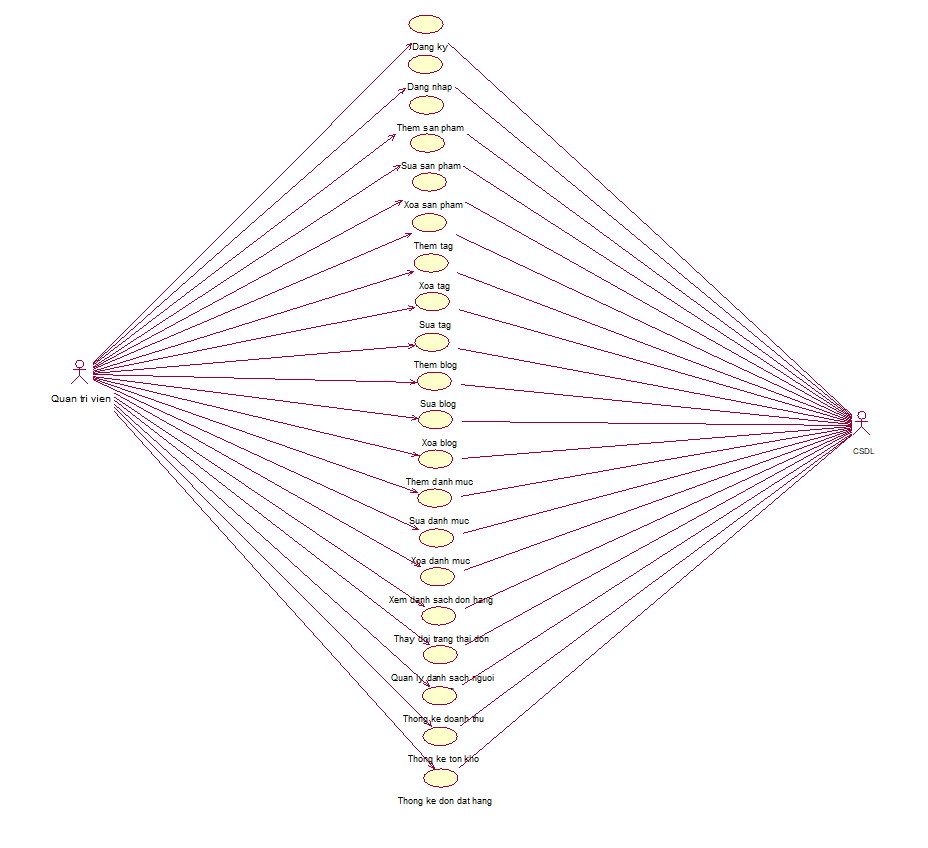 Dang ky
Dang nhap
Them san pham
Sua san pham
Xoa san pham
Them tag
Xoa tag
Sua tag
Them blog
Quan tri vien
Sua blog
Xoa blog
CSDL
Them danh muc
Sua danh muc
Xoa danh muc
Xem danh sach don hang
Thay doi trang thai don
Quan ly danh sach nguoi
Thong ke doanh thu
Thong ke ton kho
Thong ke don dat hang